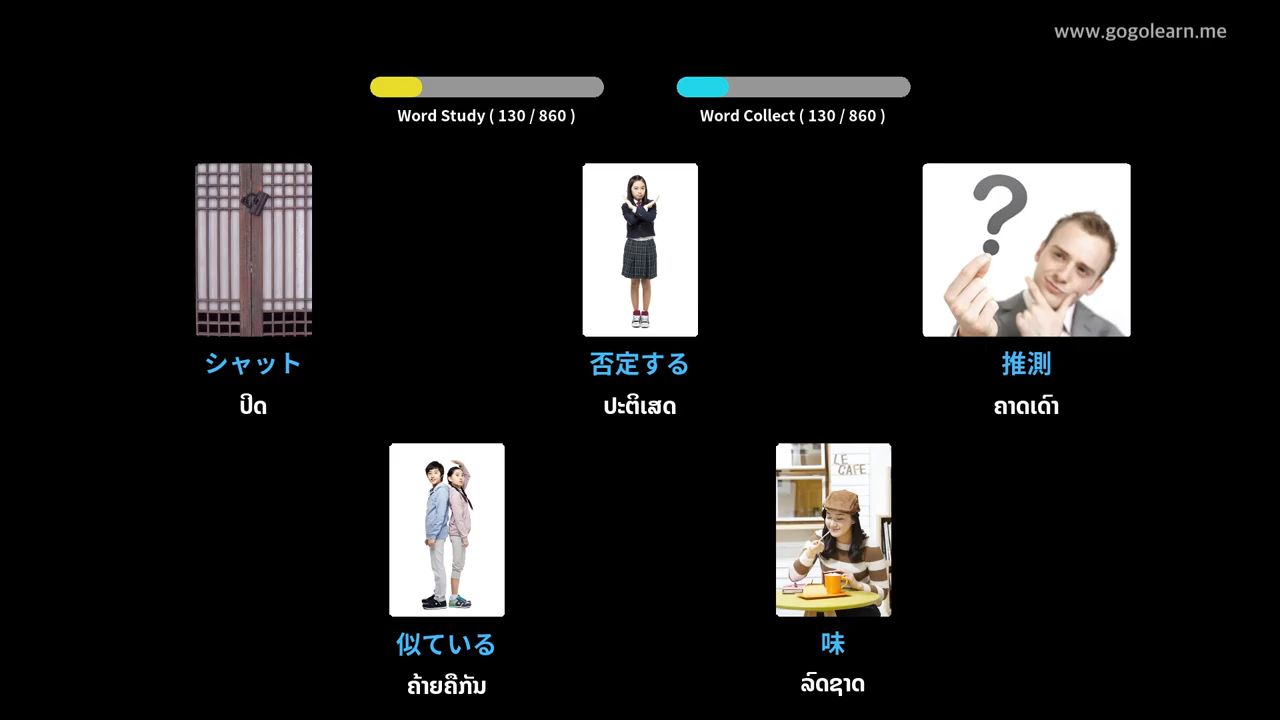 www.gogolearn.me
Word Study ( 130 / 860 )
Word Collect ( 130 / 860 )
シャット
否定する
推測
ປິດ
ປະຕິເສດ
ຄາດເດົາ
LE
CAFE
似ている
味
ຄ້າຍຄືກັນ
ລົດຊາດ